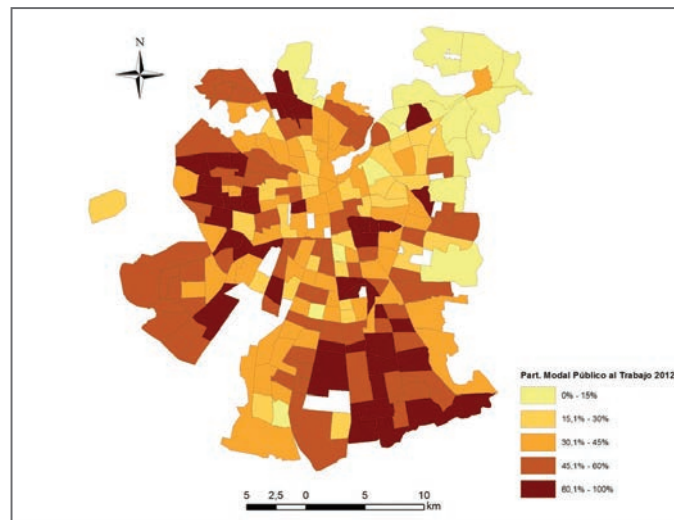 N
Part. Modal Público al Trabajo 2012
0% - 15%
15,1% - 30%
30,1% - 45%
45,1% - 60%
60,1% - 100%
5 2,5 0 5 10
km